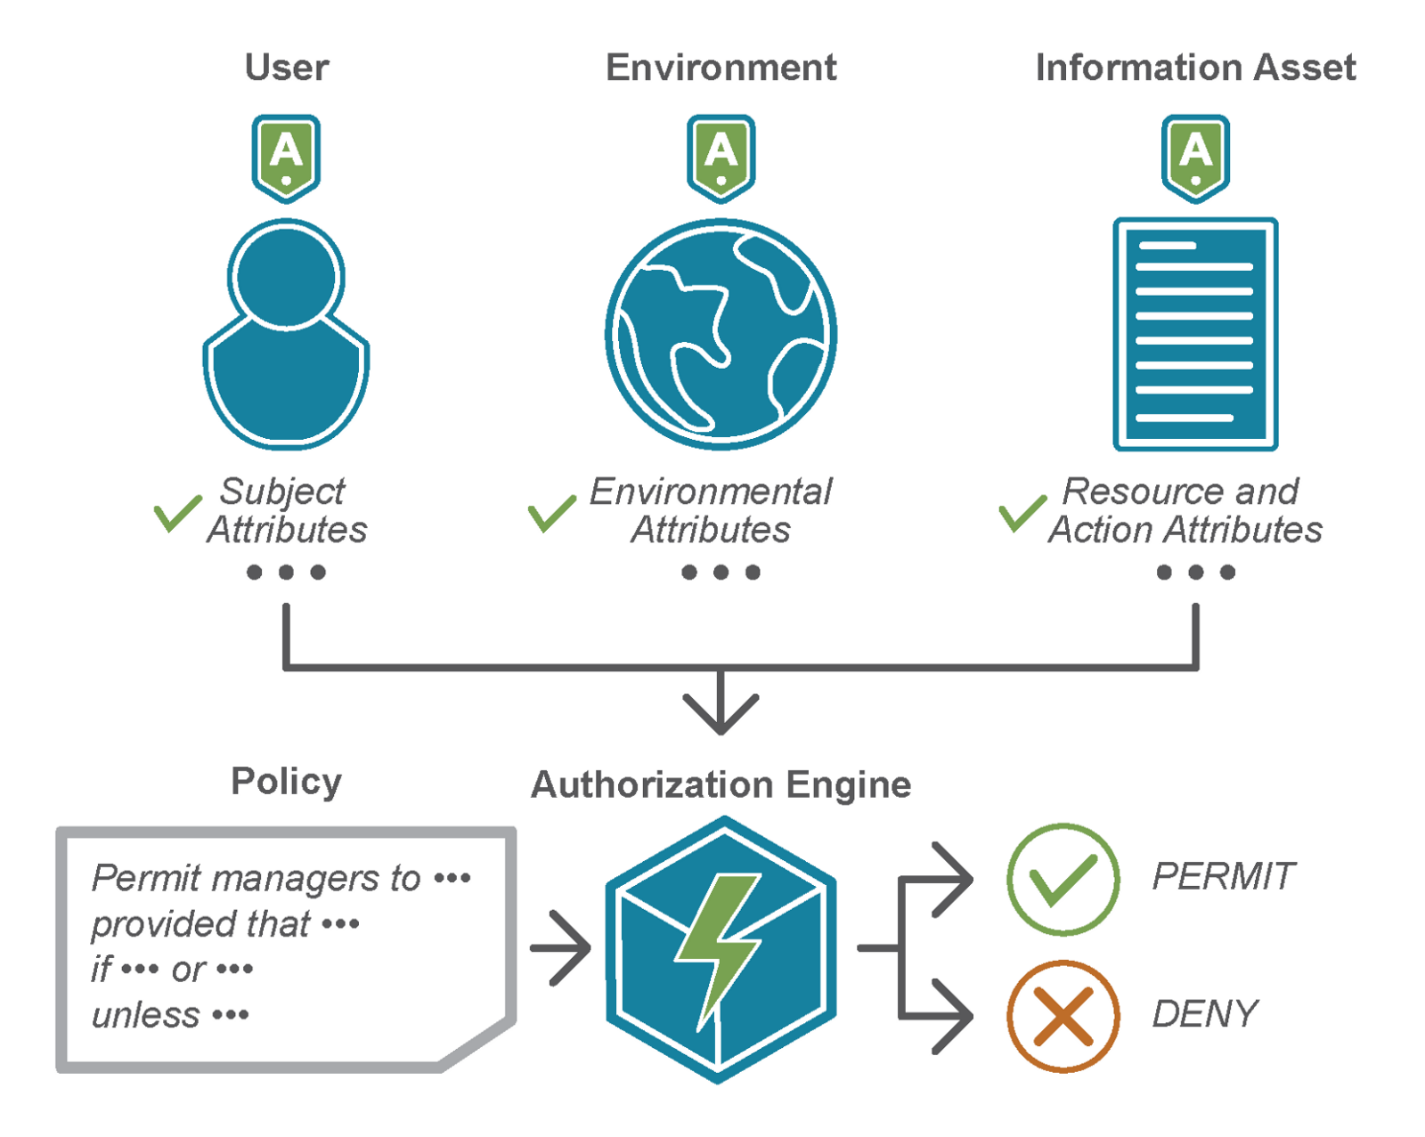 User
Environment
Information Asset
A
A
A
Subject
Attributes
•••
Environmental
Attributes
•••
Resource and
Action Attributes
•••
Policy
Permit managers to •••
provided that •••
if ••• or •••
unless •••
Authorization Engine
PERMIT
DENY